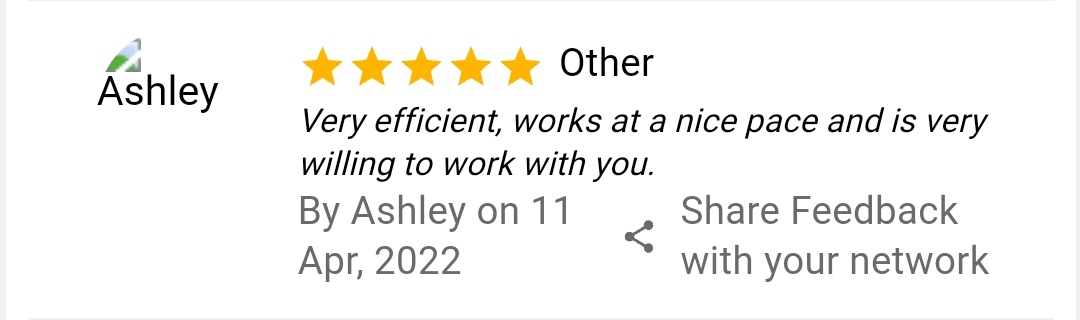 Ashley
Other
Very efficient, works at a nice pace and is very
willing to work with you.
By Ashley on 11
Apr, 2022
Share Feedback
with your network